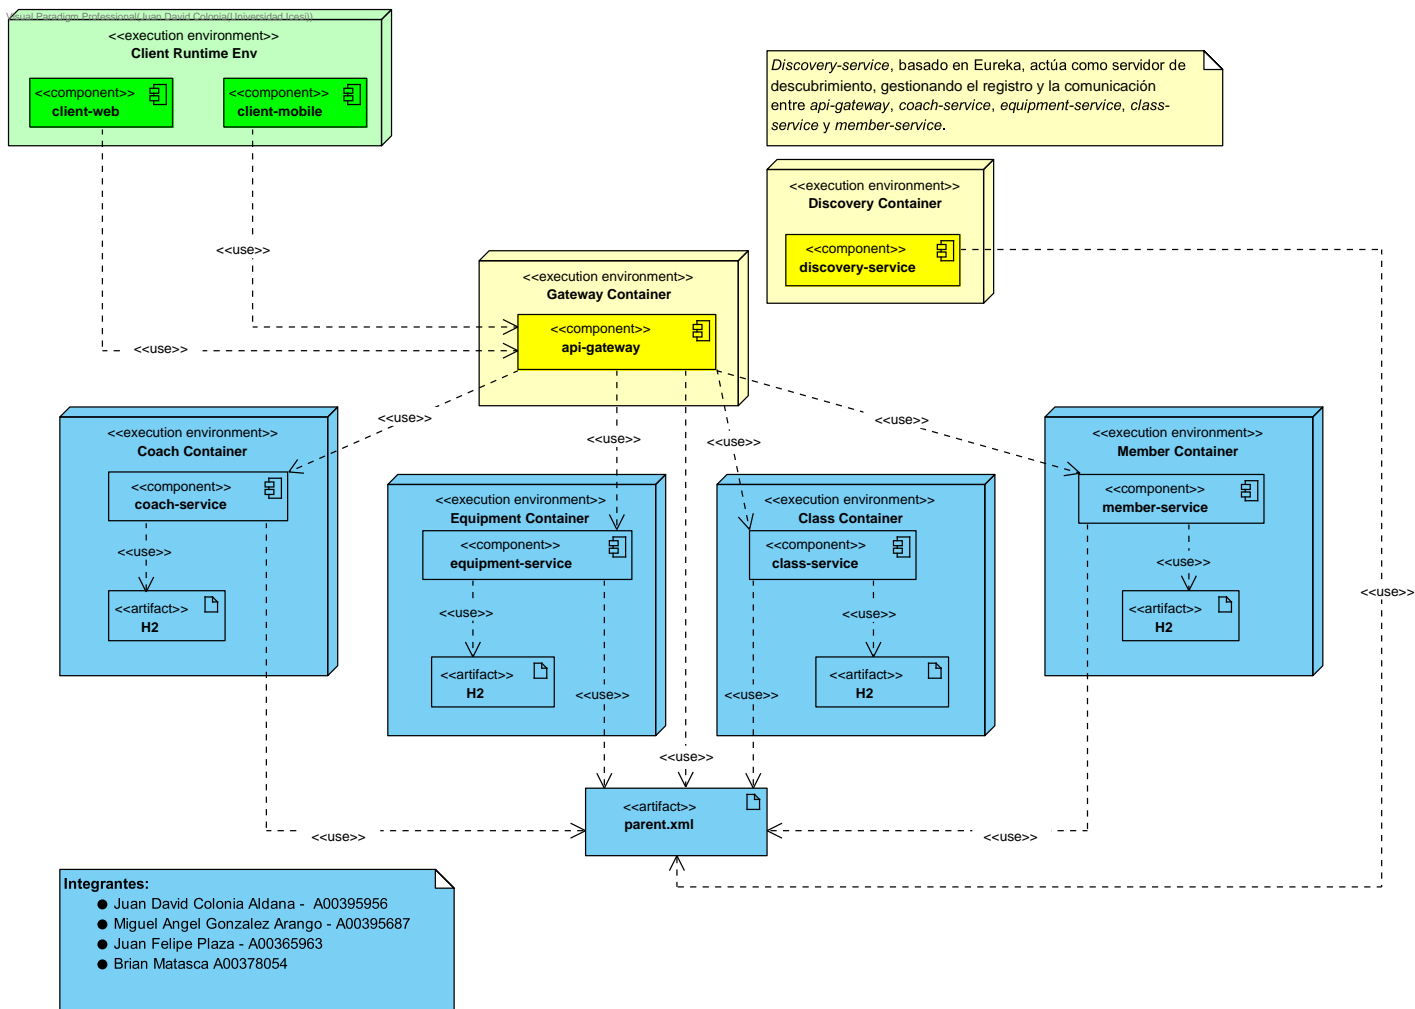 Visual Paradigm Professional(Juan David Colonia(Universidad Icesi))
<<execution environment>>
Client Runtime Env
<<component>>
client-web
<<component>>
client-mobile
Discovery-service, basado en Eureka, actúa como servidor de
descubrimiento, gestionando el registro y la comunicación
entre api-gateway, coach-service, equipment-service, class-
service y member-service.
<<execution environment>>
Discovery Container
<<component>>
discovery-service
<<use>>
<<execution environment>>
Gateway Container
<<component>>
api-gateway
<<use>>
<<use>>
<<use>>
<<use>>
<<use>>
<<execution environment>>
Coach Container
<<component>>
coach-service
<<use>>
<<artifact>>
H2
<<execution environment>>
Equipment Container
<<component>>
equipment-service
<<use>>
<<artifact>>
H2
<<use>>
<<execution environment>>
Class Container
<<component>>
class-service
<<use>>
<<artifact>>
H2
<<use>>
<<execution environment>>
Member Container
<<component>>
member-service
<<use>>
<<artifact>>
H2
<<use>>
<<use>>
<<artifact>>
parent.xml
<<use>>
<<use>>
Integrantes:
● Juan David Colonia Aldana - A00395956
● Miguel Angel Gonzalez Arango - A00395687
● Juan Felipe Plaza - A00365963
● Brian Matasca A00378054